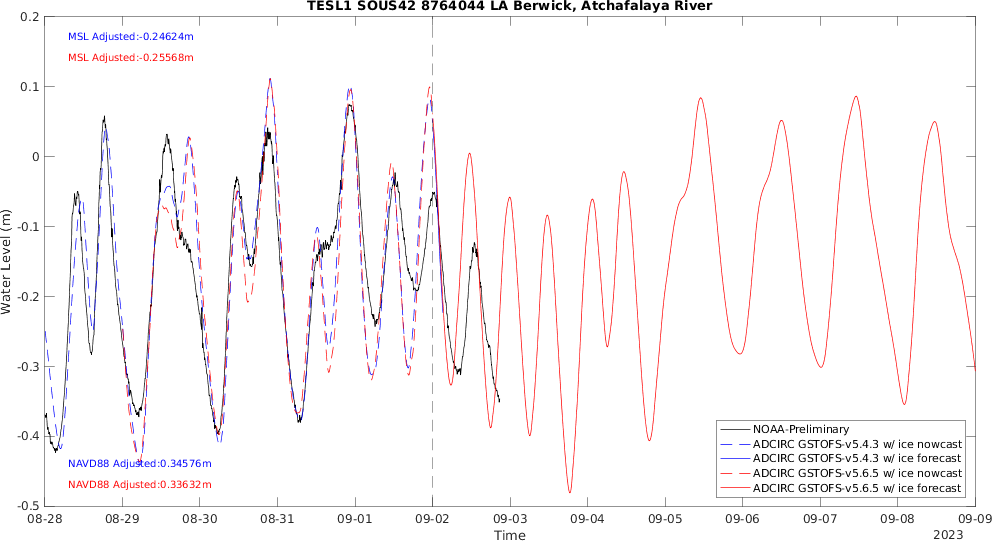 TESL1 SOUS42 8764044 LA Berwick, Atchafalaya River
MSL Adjusted:-0.24624m
MSL Adjusted:-0.25568m
NAVD88 Adjusted:0.34576m
NAVD88 Adjusted:0.33632m
Water Level (m)
0.2
0.1
0
-0.1
-0.2
-0.3
-0.4
-0.5
NOAA-Preliminary
ADCIRC GSTOFS-v5.4.3 w/ ice nowcast
ADCIRC GSTOFS-v5.4.3 w/ ice forecast
ADCIRC GSTOFS-v5.6.5 w/ ice nowcast
ADCIRC GSTOFS-v5.6.5 w/ ice forecast
08-28 08-29 08-30 08-31 09-01 09-02 09-03 09-04 09-05 09-06 09-07 09-08 09-09
Time
2023